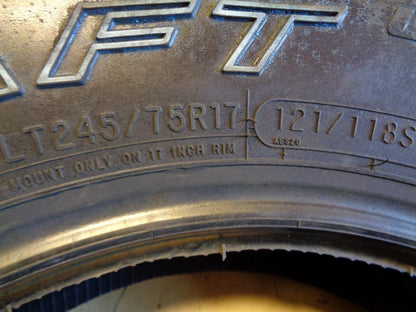 AFT
LT245/75R17 121/118S
MOUNT ONLY ON 17 INCH RIM